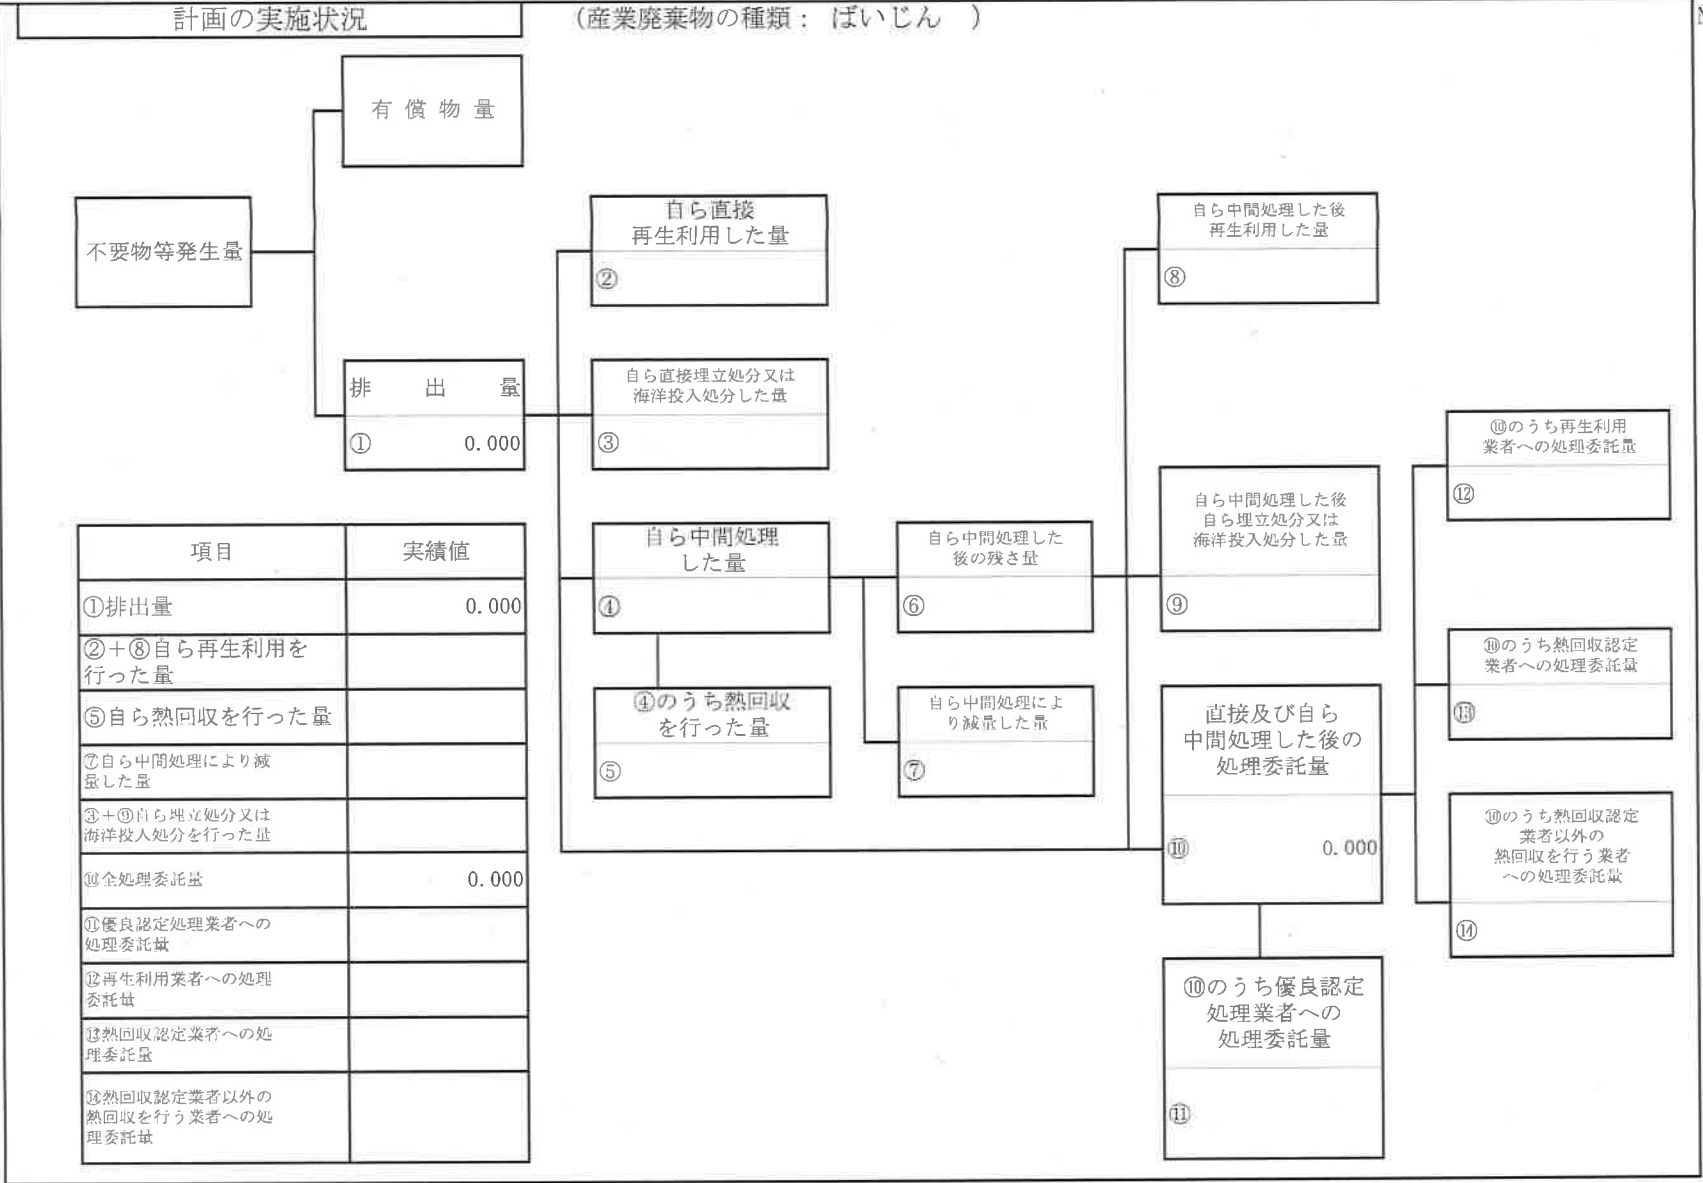 計画の実施状況
（産業廃棄物の種類： ばいじん ）
有 償 物 量
不要物等発生量
排 出 量
① 0.000
自ら直接
再生利用した量
②
自ら直接埋立処分又は
海洋投入処分した量
③
自ら中間処理
した量
④
④のうち熱回収
を行った量
⑤
自ら中間処理した
後の残さ量
⑥
自ら中間処理によ
り減量した量
⑦
自ら中間処理した後
再生利用した量
⑧
自ら中間処理した後
自ら埋立処分又は
海洋投入処分した量
⑨
直接及び自ら
中間処理した後の
処理委託量
⑩ 0.000
⑩のうち優良認定
処理業者への
処理委託量
⑪
⑩のうち再生利用
業者への処理委託量
⑫
⑩のうち熱回収認定
業者への処理委託量
⑬
⑩のうち熱回収認定
業者以外の
熱回収を行う業者
への処理委託量
⑭
項目 実績値
①排出量 0.000
②＋⑧自ら再生利用を
行った量
⑤自ら熱回収を行った量
⑦自ら中間処理により減
量した量
③＋⑨自ら埋立処分又は
海洋投入処分を行った量
⑩全処理委託量 0.000
⑪優良認定処理業者への
処理委託量
⑫再生利用業者への処理
委託量
⑬熱回収認定業者への処
理委託量
⑭熱回収認定業者以外の
熱回収を行う業者への処
理委託量